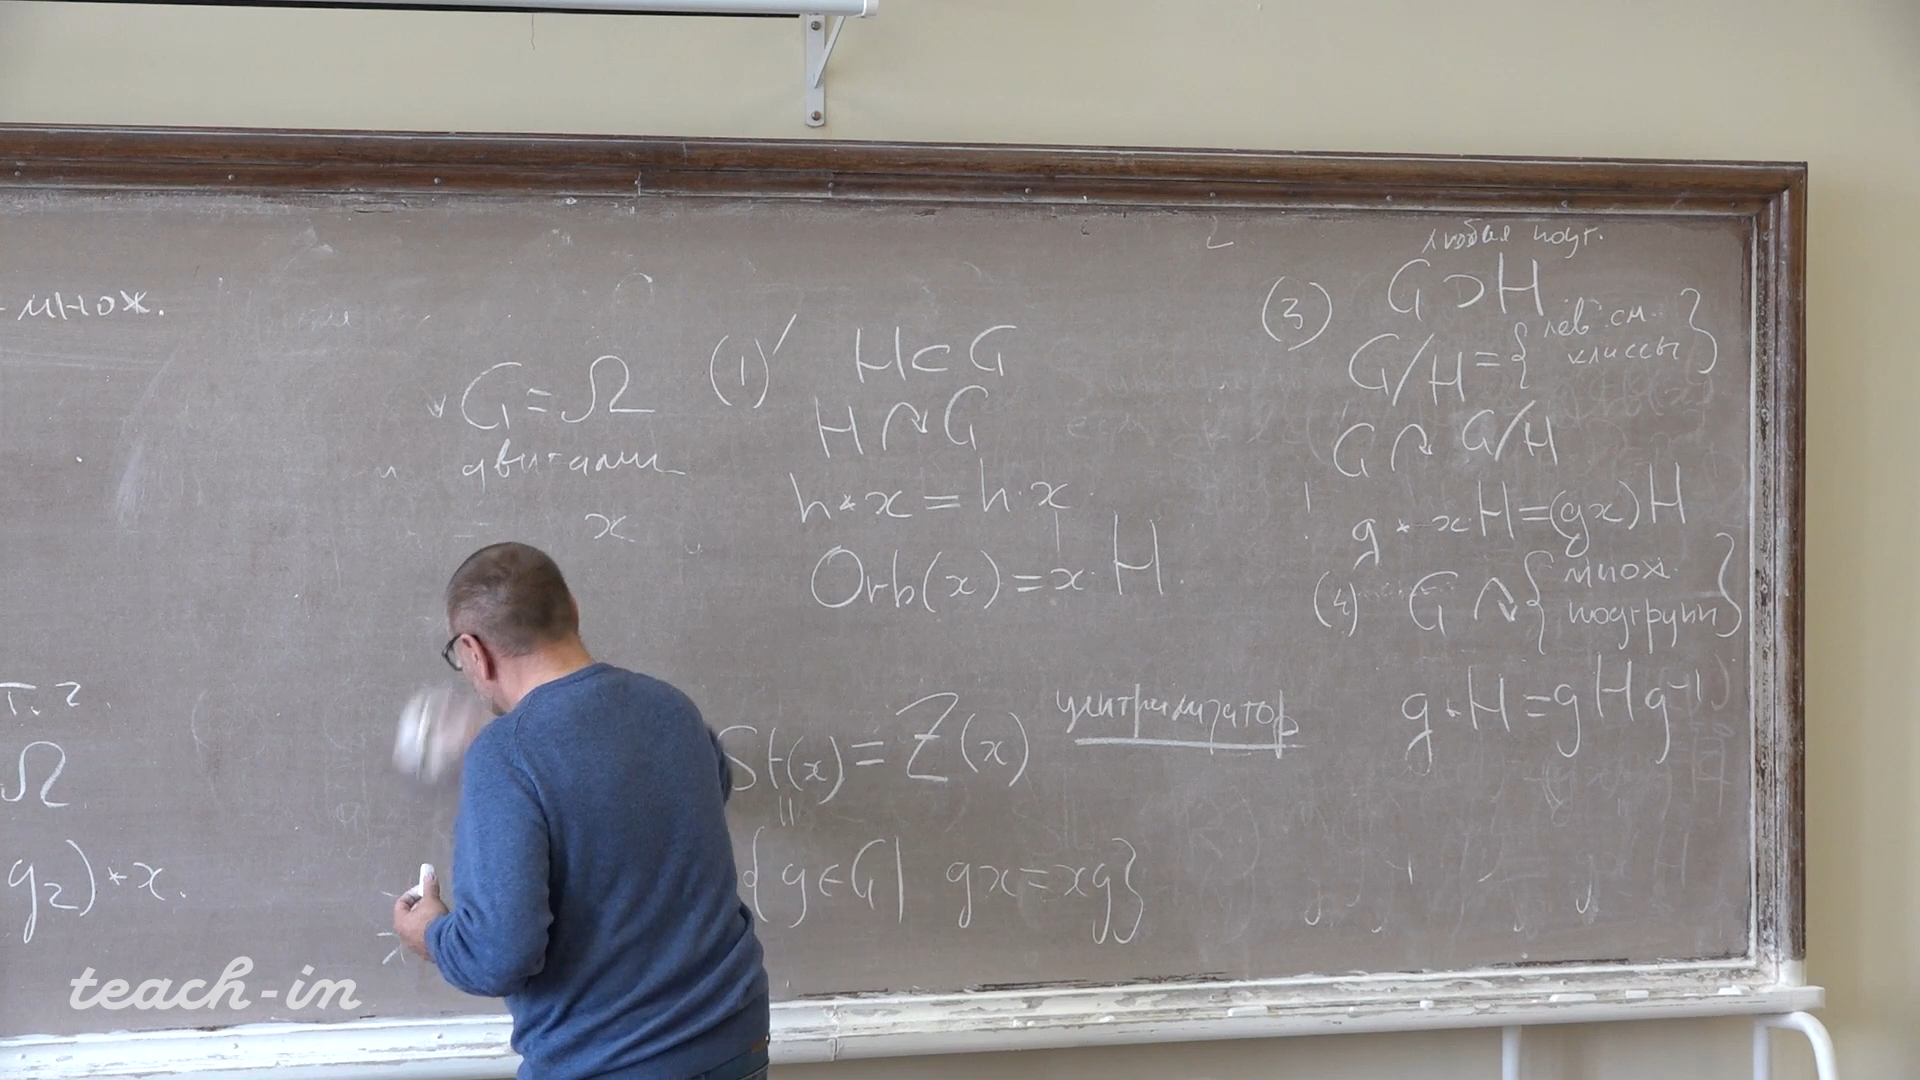 множ.
т. ?
Ω
g₂)*x.
G=Ω
x
(1)'
H⊂G
H↷G
h*x=h·x
Orb(x)=x·H.
St(x)=Z(x) централизатор
||
{g∈G| gx=xg}
(3)
любая подг.
G⊃H
G/H={лев. см. классы}
G↷G/H
g*xH=(gx)H
(4) G↷{множ. подгрупп}
g*H=gHg⁻¹
teach-in